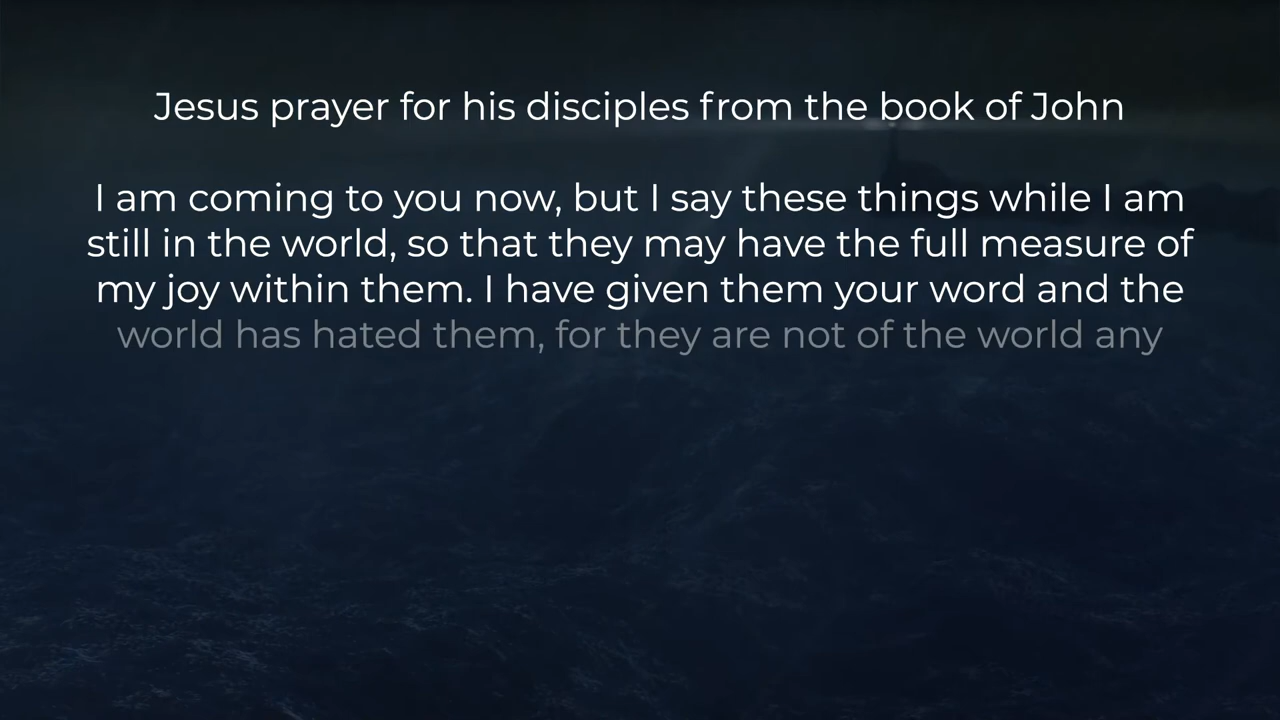 Jesus prayer for his disciples from the book of John
I am coming to you now, but I say these things while I am
still in the world, so that they may have the full measure of
my joy within them. I have given them your word and the
world has hated them, for they are not of the world any